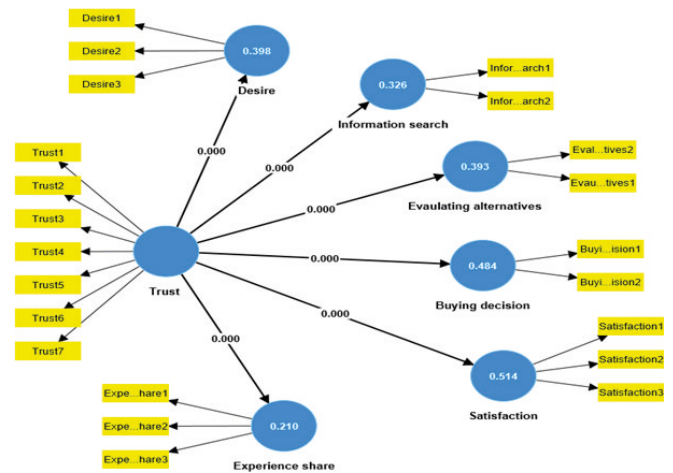 Desire1
Desire2
Desire3
0.398
Desire
0.326
Information search
Infor...arch1
Infor...arch2
0.000
0.000
Trust1
Trust2
Trust3
Trust4
Trust5
Trust6
Trust7
Trust
0.000
0.393
Evaulating alternatives
Eval...tives2
Evau...tives1
0.000
0.484
Buying decision
Buyi...ision1
Buyi...ision2
0.000
0.514
Satisfaction
Satisfaction1
Satisfaction2
Satisfaction3
0.000
Expe...hare1
Expe...hare2
Expe...hare3
0.210
Experience share